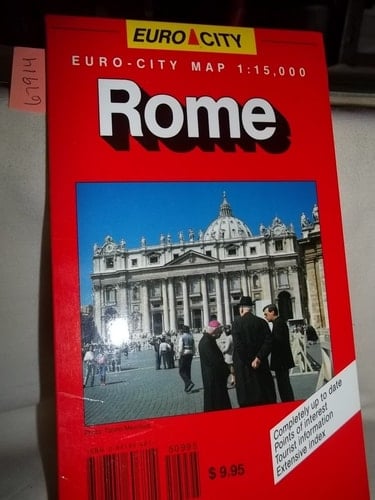 EURO CITY
EURO-CITY MAP 1:15,000
67914
Rome
Completely up to date
Points of interest
Tourist information
Extensive index
50995
$9.95